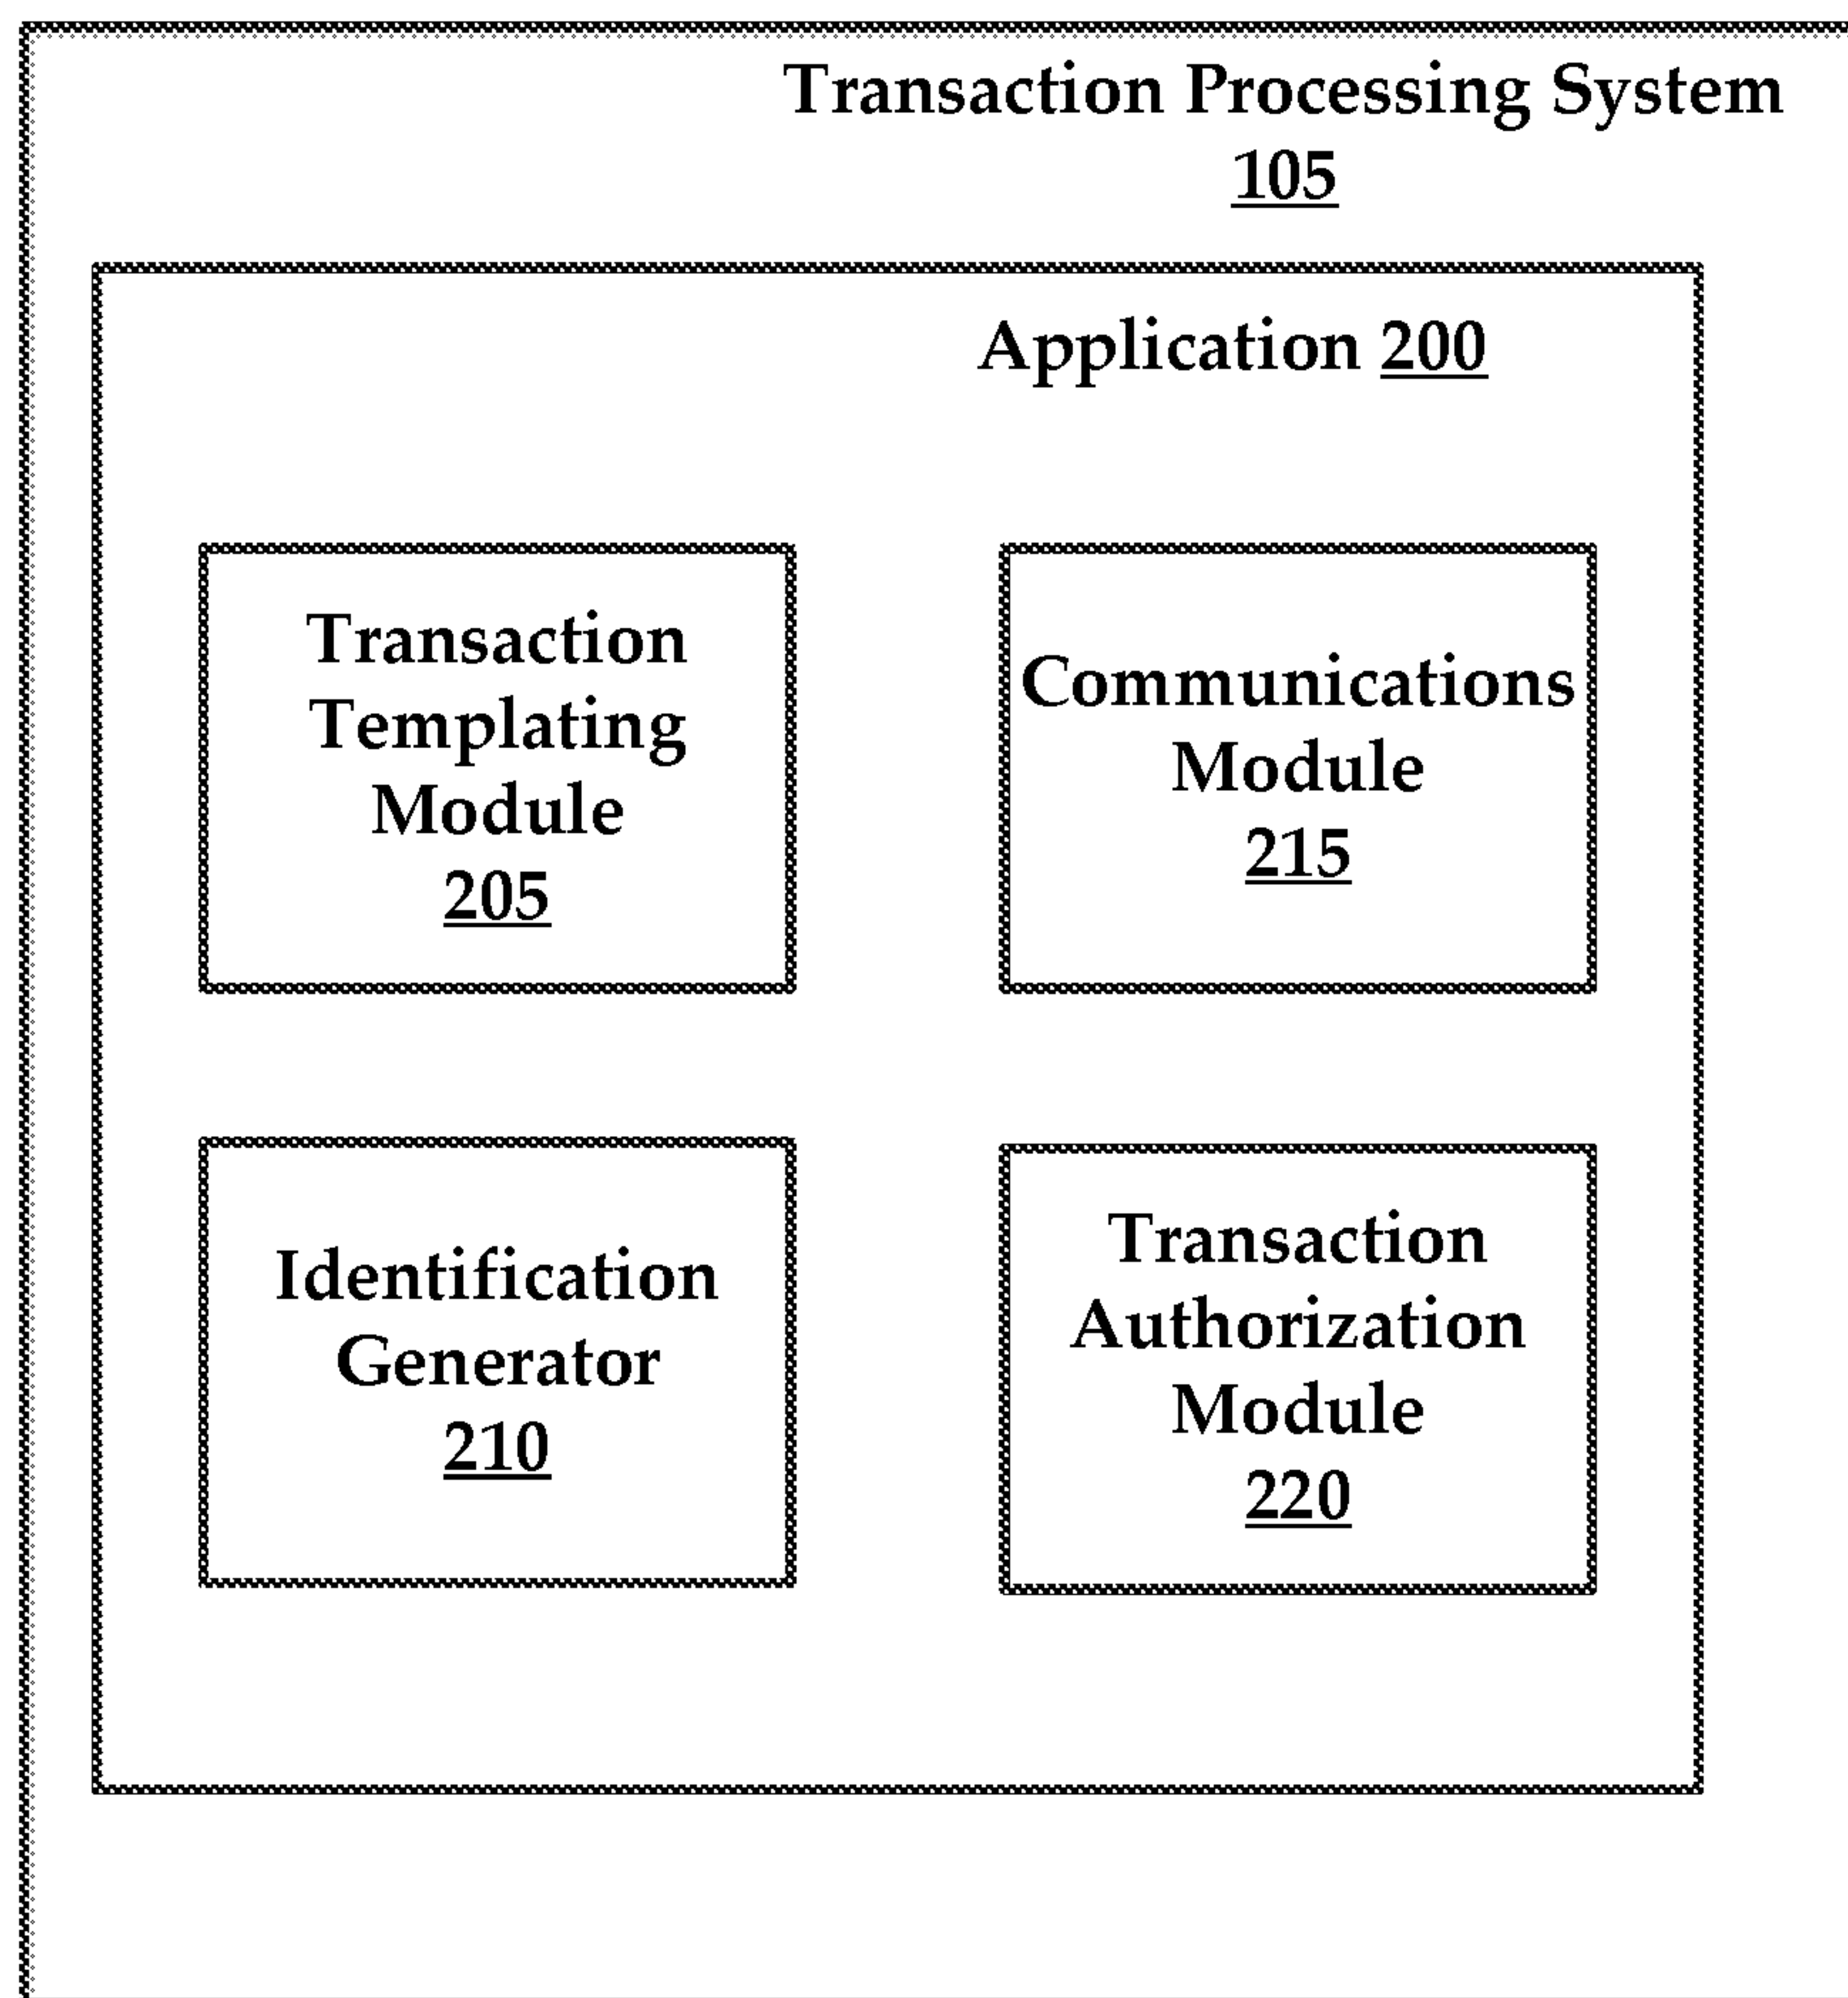 Transaction Processing System
105
Application 200
Transaction
Templating
Module
205
Communications
Module
215
Identification
Generator
210
Transaction
Authorization
Module
220